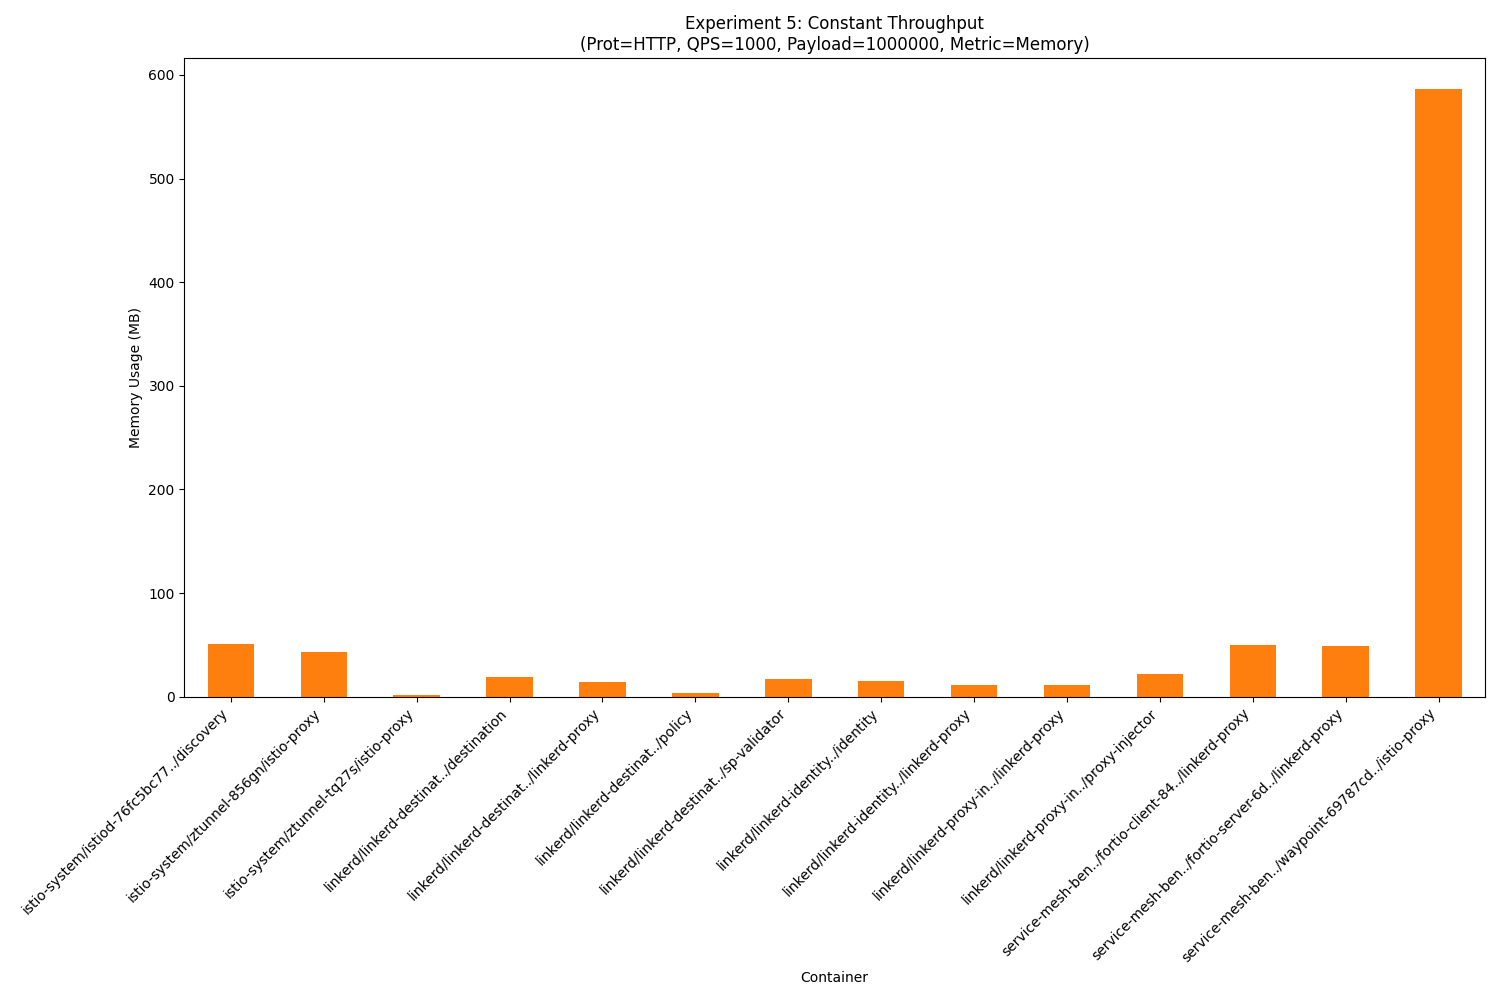 Experiment 5: Constant Throughput
(Prot=HTTP, QPS=1000, Payload=1000000, Metric=Memory)
Memory Usage (MB)
600
500
400
300
200
100
0
istio-system/istiod-76fc5bc77../discovery
istio-system/ztunnel-856gn/istio-proxy
istio-system/ztunnel-tq27s/istio-proxy
linkerd/linkerd-destinat../destination
linkerd/linkerd-destinat../linkerd-proxy
linkerd/linkerd-destinat../policy
linkerd/linkerd-destinat../sp-validator
linkerd/linkerd-identity../identity
linkerd/linkerd-identity../linkerd-proxy
linkerd/linkerd-proxy-in../linkerd-proxy
linkerd/linkerd-proxy-in../proxy-injector
service-mesh-ben../fortio-client-84../linkerd-proxy
service-mesh-ben../fortio-server-6d../linkerd-proxy
service-mesh-ben../waypoint-69787cd../istio-proxy
Container